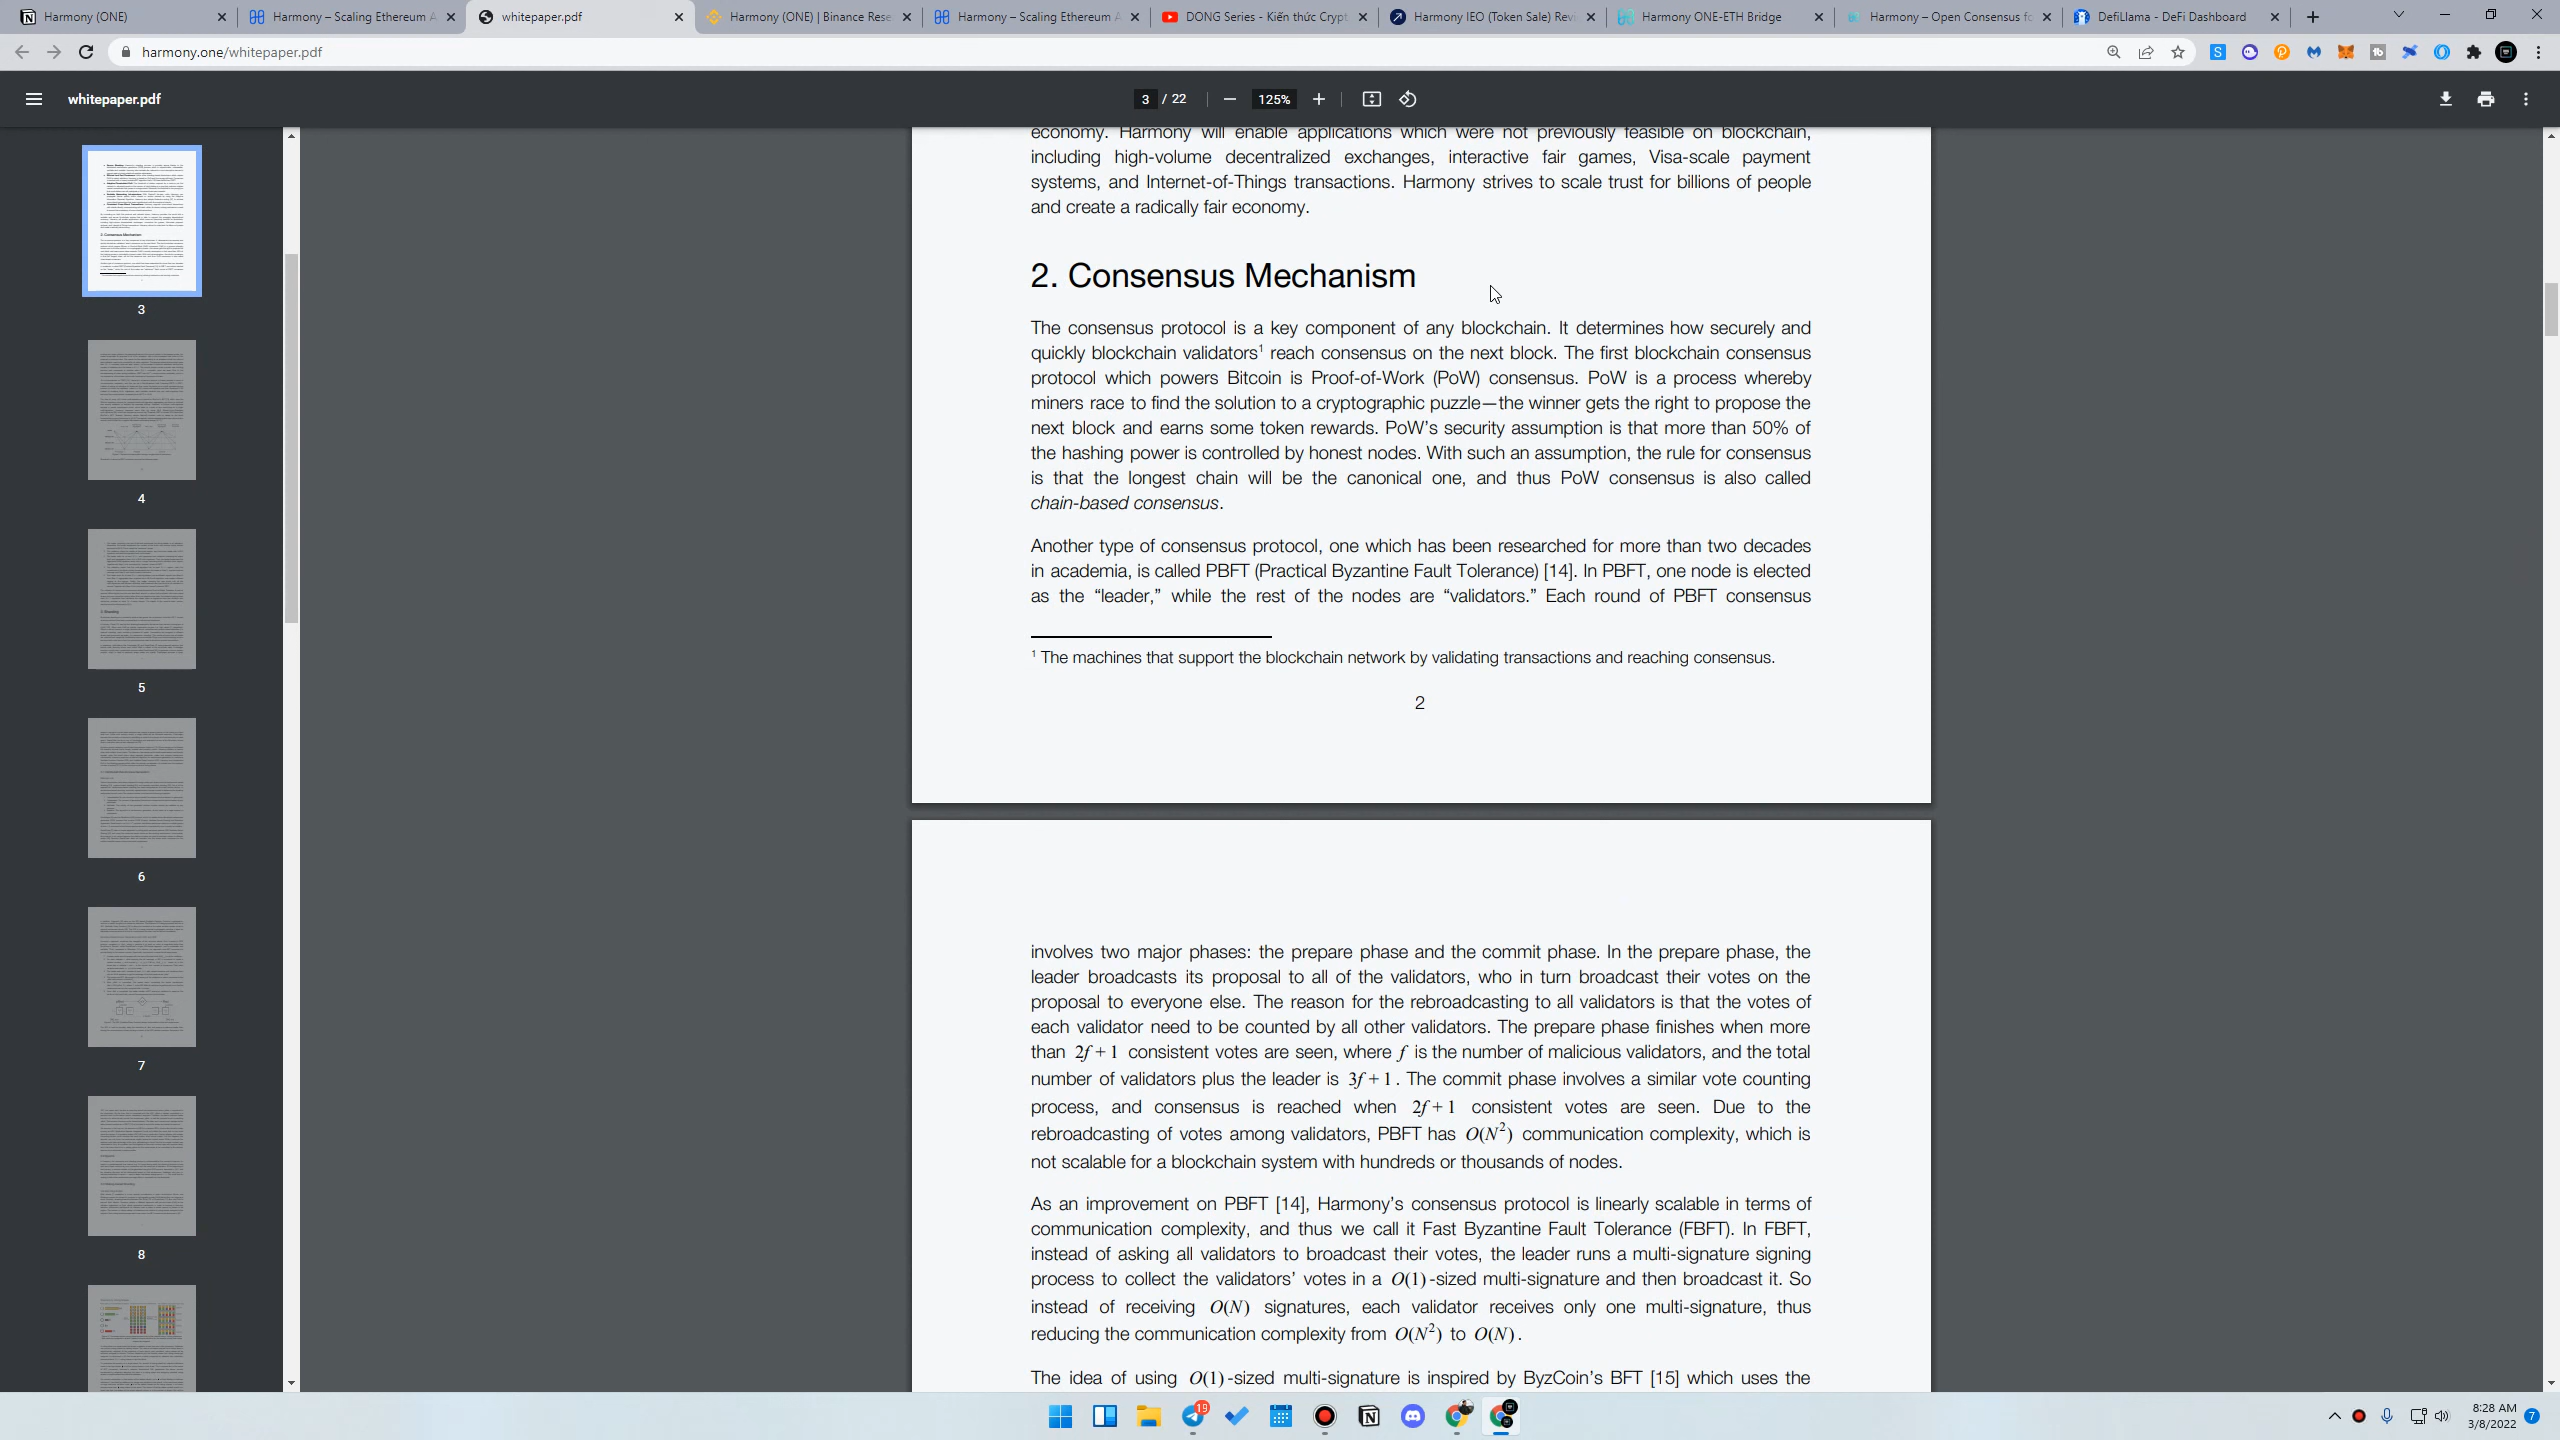 Harmony (ONE)
Harmony – Scaling Ethereum A
whitepaper.pdf
Harmony (ONE) | Binance Rese
Harmony – Scaling Ethereum A
DONG Series - Kiến thức Crypt
Harmony IEO (Token Sale) Rev
Harmony ONE-ETH Bridge
Harmony – Open Consensus fo
DefiLlama - DeFi Dashboard
harmony.one/whitepaper.pdf
whitepaper.pdf
3 / 22
125%
3
4
5
6
7
8
economy. Harmony will enable applications which were not previously feasible on blockchain,
including high-volume decentralized exchanges, interactive fair games, Visa-scale payment
systems, and Internet-of-Things transactions. Harmony strives to scale trust for billions of people
and create a radically fair economy.
2. Consensus Mechanism
The consensus protocol is a key component of any blockchain. It determines how securely and
quickly blockchain validators¹ reach consensus on the next block. The first blockchain consensus
protocol which powers Bitcoin is Proof-of-Work (PoW) consensus. PoW is a process whereby
miners race to find the solution to a cryptographic puzzle—the winner gets the right to propose the
next block and earns some token rewards. PoW’s security assumption is that more than 50% of
the hashing power is controlled by honest nodes. With such an assumption, the rule for consensus
is that the longest chain will be the canonical one, and thus PoW consensus is also called
chain-based consensus.
Another type of consensus protocol, one which has been researched for more than two decades
in academia, is called PBFT (Practical Byzantine Fault Tolerance) [14]. In PBFT, one node is elected
as the “leader,” while the rest of the nodes are “validators.” Each round of PBFT consensus
¹ The machines that support the blockchain network by validating transactions and reaching consensus.
2
involves two major phases: the prepare phase and the commit phase. In the prepare phase, the
leader broadcasts its proposal to all of the validators, who in turn broadcast their votes on the
proposal to everyone else. The reason for the rebroadcasting to all validators is that the votes of
each validator need to be counted by all other validators. The prepare phase finishes when more
than 2f + 1 consistent votes are seen, where f is the number of malicious validators, and the total
number of validators plus the leader is 3f + 1. The commit phase involves a similar vote counting
process, and consensus is reached when 2f + 1 consistent votes are seen. Due to the
rebroadcasting of votes among validators, PBFT has O(N²) communication complexity, which is
not scalable for a blockchain system with hundreds or thousands of nodes.
As an improvement on PBFT [14], Harmony’s consensus protocol is linearly scalable in terms of
communication complexity, and thus we call it Fast Byzantine Fault Tolerance (FBFT). In FBFT,
instead of asking all validators to broadcast their votes, the leader runs a multi-signature signing
process to collect the validators’ votes in a O(1)-sized multi-signature and then broadcast it. So
instead of receiving O(N) signatures, each validator receives only one multi-signature, thus
reducing the communication complexity from O(N²) to O(N).
The idea of using O(1)-sized multi-signature is inspired by ByzCoin’s BFT [15] which uses the
19
8:28 AM
3/8/2022
7